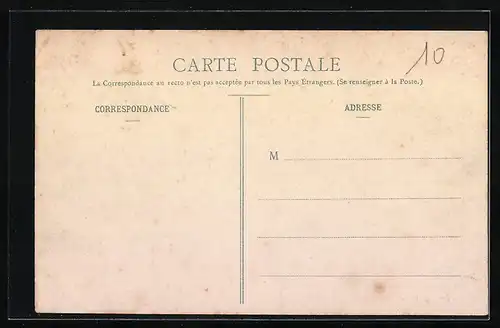 CARTE POSTALE
10
La Correspondance au recto n'est pas acceptée par tous les Pays Etrangers. (Se renseigner à la Poste.)
CORRESPONDANCE
ADRESSE
M